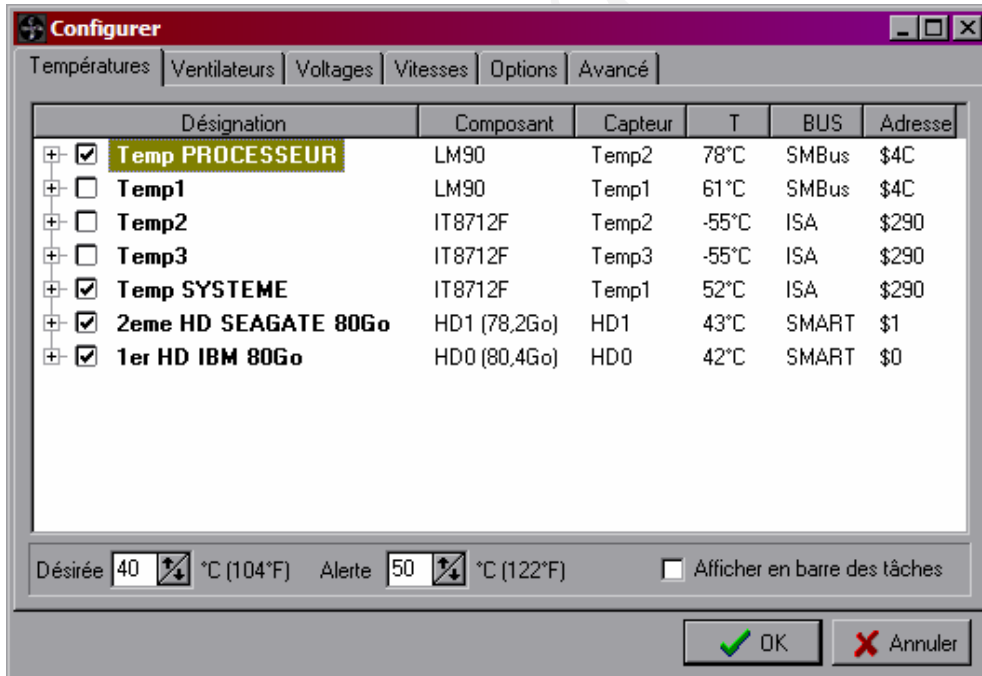 Configurer
Températures Ventilateurs Voltages Vitesses Options Avancé
Désignation Composant Capteur T BUS Adresse
Temp PROCESSEUR LM90 Temp2 78°C SMBus $4C
Temp1 LM90 Temp1 61°C SMBus $4C
Temp2 IT8712F Temp2 -55°C ISA $290
Temp3 IT8712F Temp3 -55°C ISA $290
Temp SYSTEME IT8712F Temp1 52°C ISA $290
2eme HD SEAGATE 80Go HD1 (78,2Go) HD1 43°C SMART $1
1er HD IBM 80Go HD0 (80,4Go) HD0 42°C SMART $0
Désirée 40 °C (104°F) Alerte 50 °C (122°F) Afficher en barre des tâches
OK Annuler